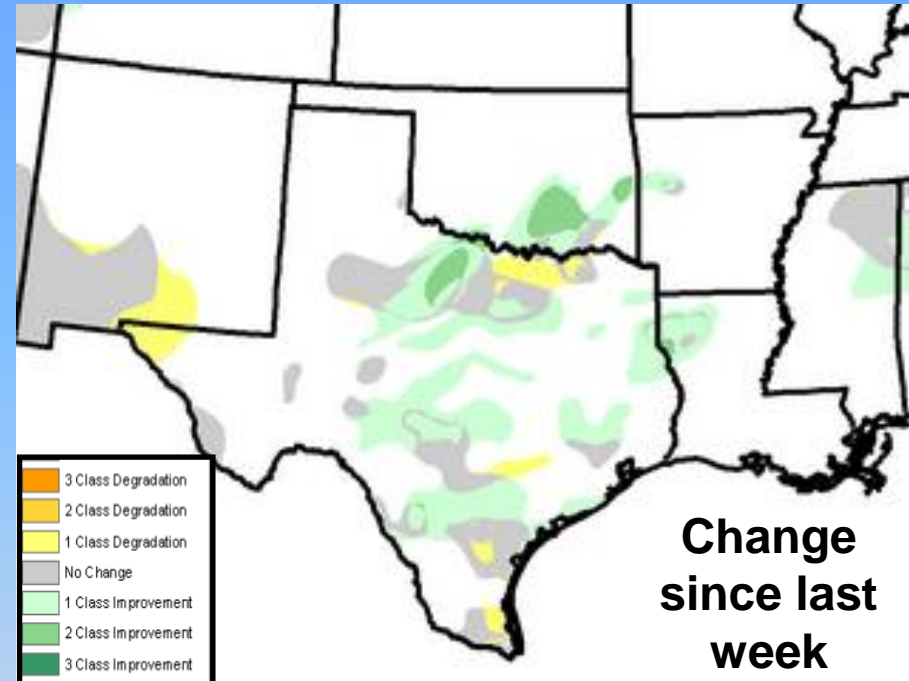 3 Class Degradation
2 Class Degradation
1 Class Degradation
No Change
1 Class Improvement
2 Class Improvement
3 Class Improvement
Change
since last
week